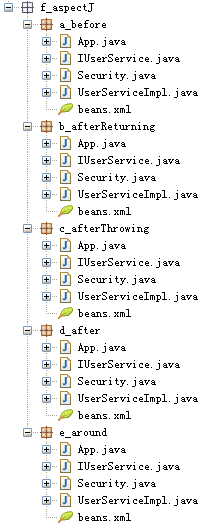 f_aspectJ
a_before
App.java
IUserService.java
Security.java
UserServiceImpl.java
beans.xml
b_afterReturning
App.java
IUserService.java
Security.java
UserServiceImpl.java
beans.xml
c_afterThrowing
App.java
IUserService.java
Security.java
UserServiceImpl.java
beans.xml
d_after
App.java
IUserService.java
Security.java
UserServiceImpl.java
beans.xml
e_around
App.java
IUserService.java
Security.java
UserServiceImpl.java
beans.xml